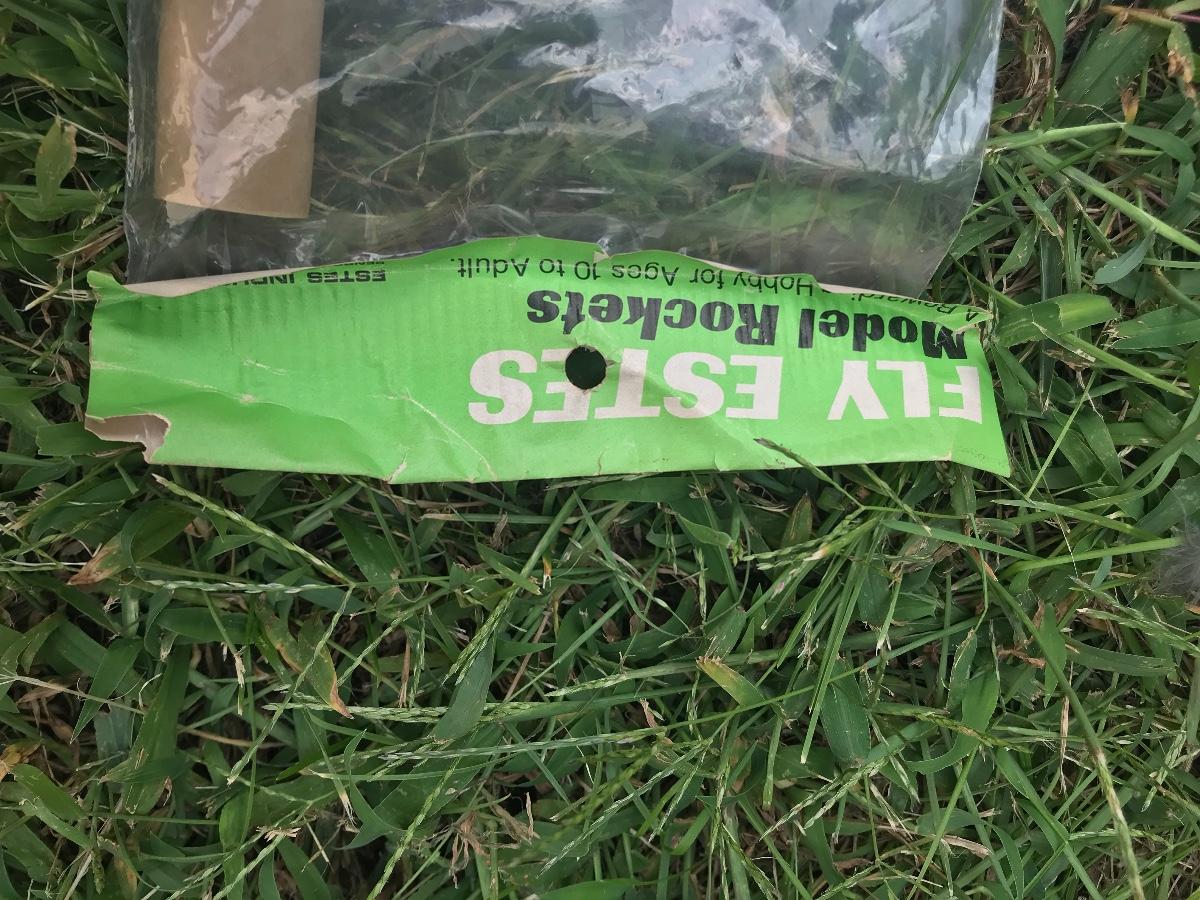 FLY ESTES
Model Rockets
Hobby for Ages 10 to Adult.
ESTES